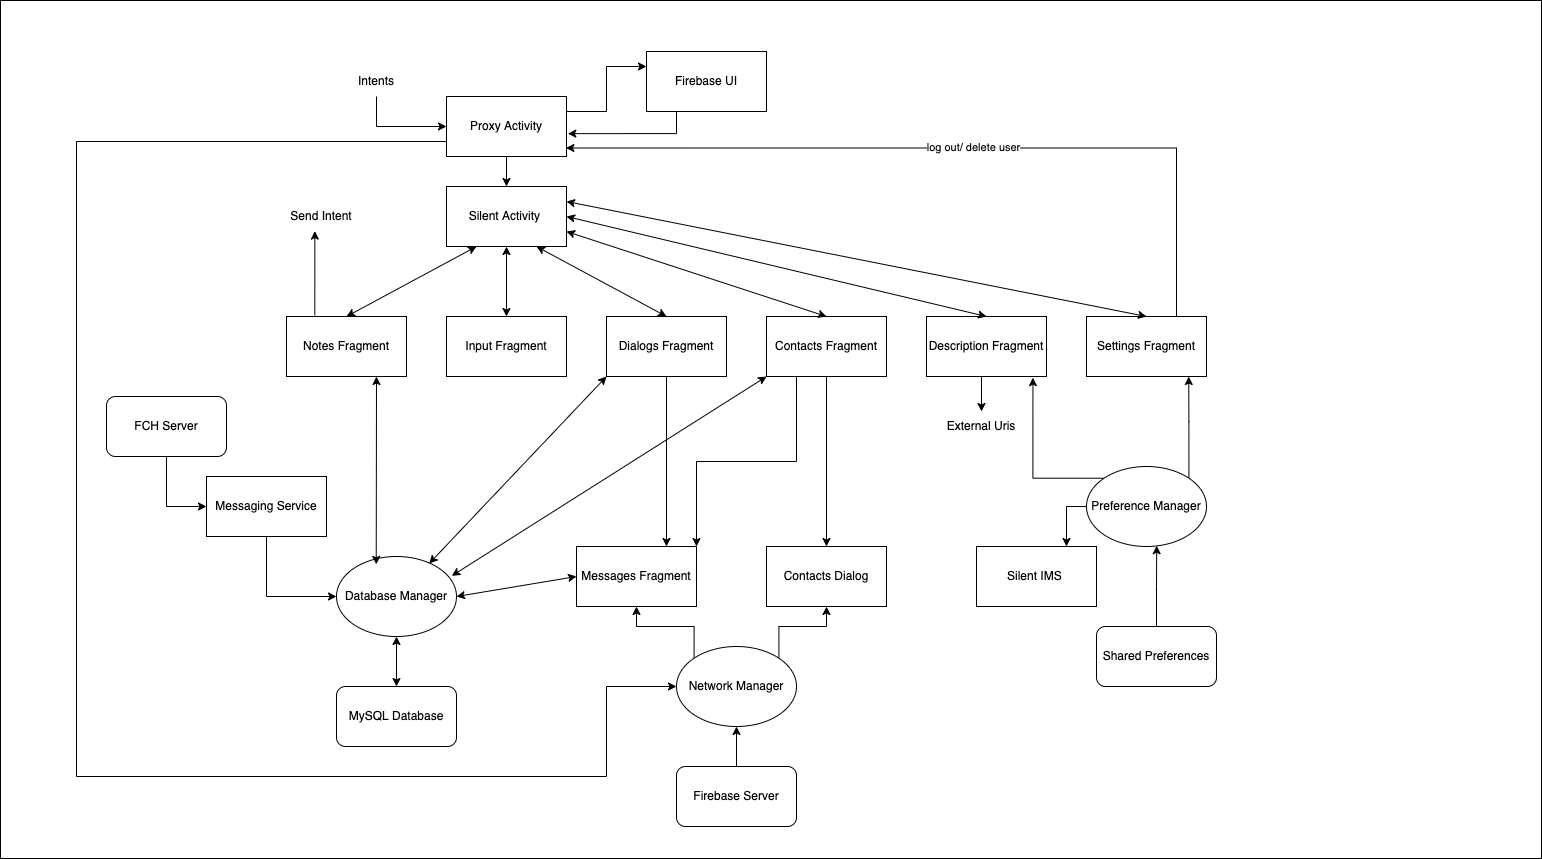 Intents
Firebase UI
Proxy Activity
log out/ delete user
Send Intent
Silent Activity
Notes Fragment
Input Fragment
Dialogs Fragment
Contacts Fragment
Description Fragment
Settings Fragment
FCH Server
External Uris
Messaging Service
Preference Manager
Database Manager
Messages Fragment
Contacts Dialog
Silent IMS
Shared Preferences
Network Manager
MySQL Database
Firebase Server